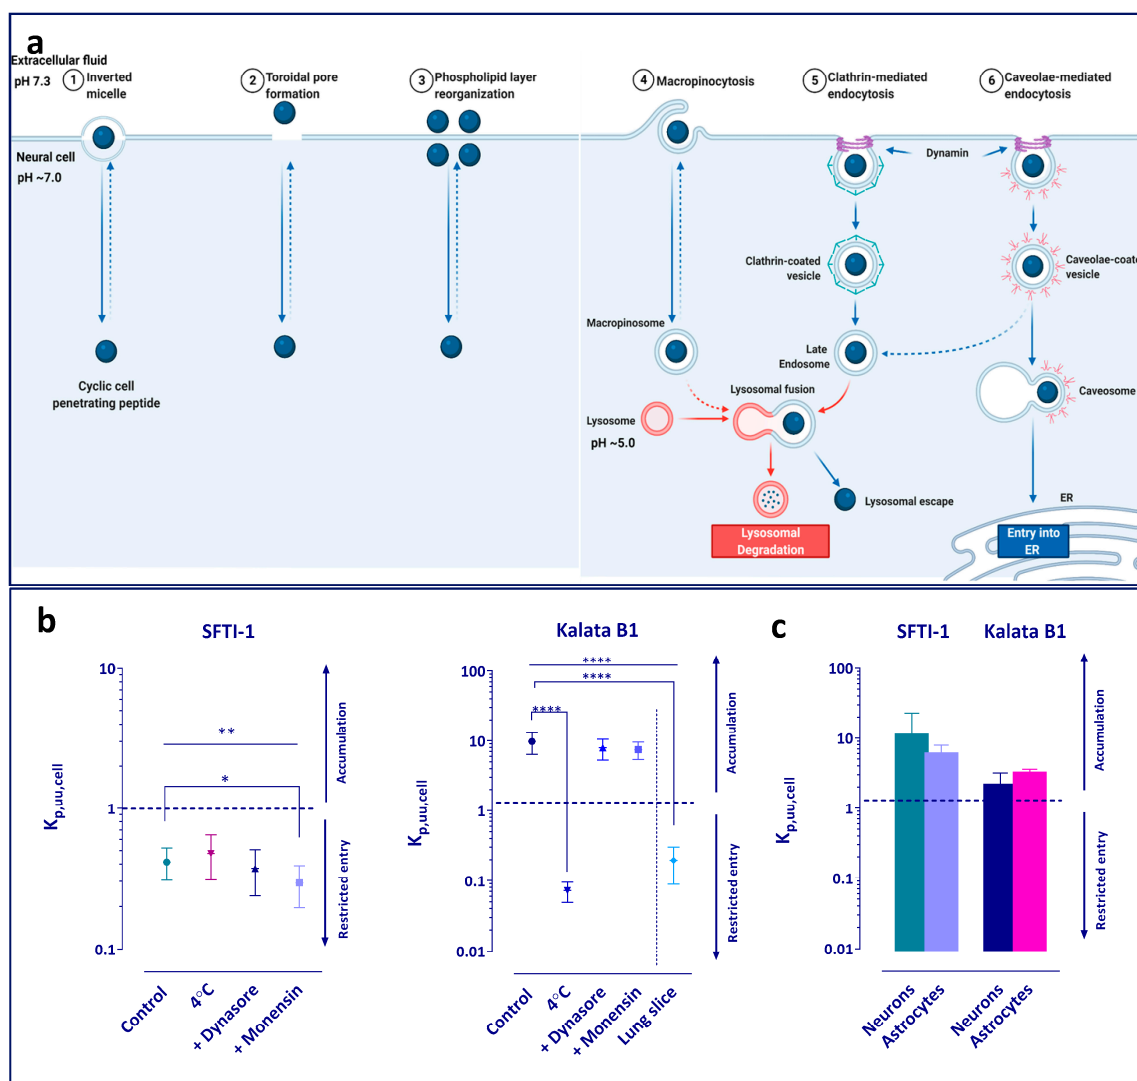 a
Extracellular fluid
pH 7.3
1 Inverted
micelle
2 Toroidal pore
formation
3 Phospholipid layer
reorganization
4 Macropinocytosis
5 Clathrin-mediated
endocytosis
6 Caveolae-mediated
endocytosis
Neural cell
pH ~7.0
Dynamin
Clathrin-coated
vesicle
Caveolae-coat
vesicle
Macropinosome
Late
Endosome
Cyclic cell
penetrating peptide
Lysosomal fusion
Caveosome
Lysosome
pH ~5.0
Lysosomal escape
ER
Lysosomal
Degradation
Entry into
ER
b
SFTI-1
Kp,uu,cell
10
1
0.1
**
*
Accumulation
Restricted entry
Control
4°C
+ Dynasore
+ Monensin
Kalata B1
Kp,uu,cell
100
10
1
0.1
0.01
****
****
****
Accumulation
Restricted entry
Control
4°C
+ Dynasore
+ Monensin
Lung slice
c
SFTI-1 Kalata B1
Kp,uu,cell
100
10
1
0.1
0.01
Accumulation
Restricted entry
Neurons
Astrocytes
Neurons
Astrocytes